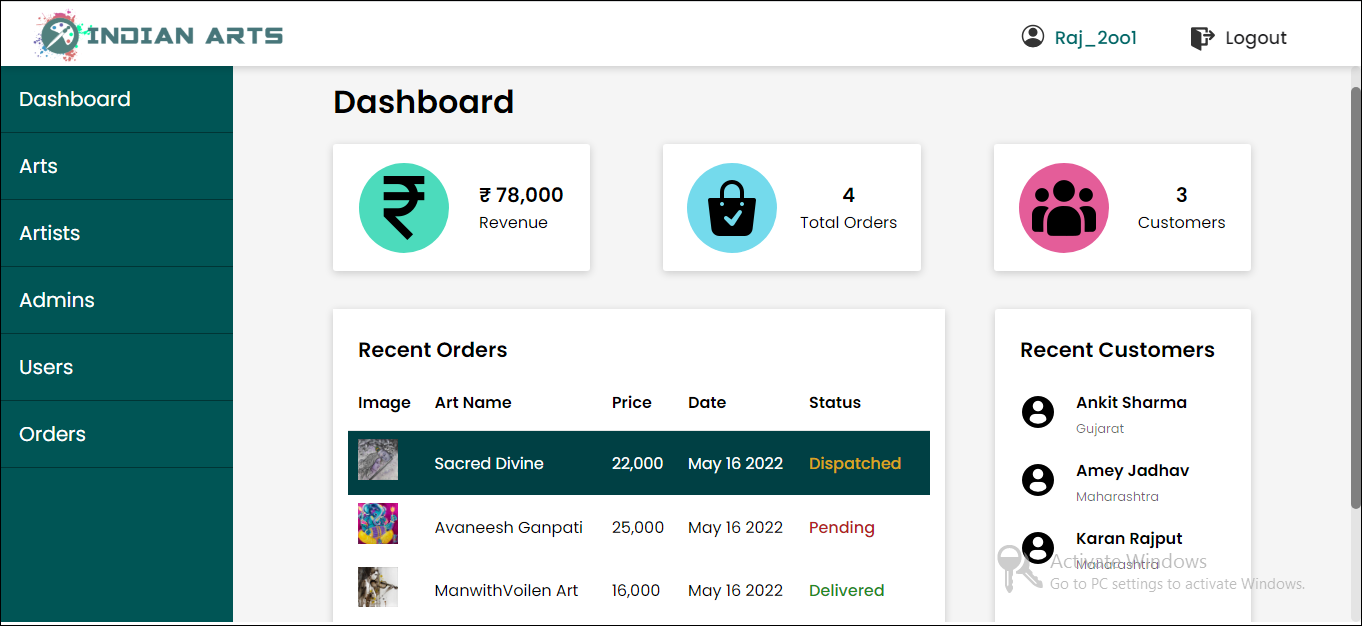 INDIAN ARTS
Raj_2oo1
Logout
Dashboard
Arts
Artists
Admins
Users
Orders
Dashboard
₹ 78,000
Revenue
4
Total Orders
3
Customers
Recent Orders
Image Art Name Price Date Status
Sacred Divine 22,000 May 16 2022 Dispatched
Avaneesh Ganpati 25,000 May 16 2022 Pending
ManwithVoilen Art 16,000 May 16 2022 Delivered
Recent Customers
Ankit Sharma
Gujarat
Amey Jadhav
Maharashtra
Karan Rajput
Maharashtra
Activate Windows
Go to PC settings to activate Windows.